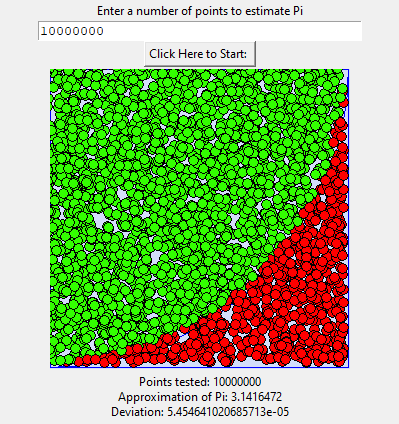 Enter a number of points to estimate Pi
10000000
Click Here to Start:
Points tested: 10000000
Approximation of Pi: 3.1416472
Deviation: 5.454641020685713e-05